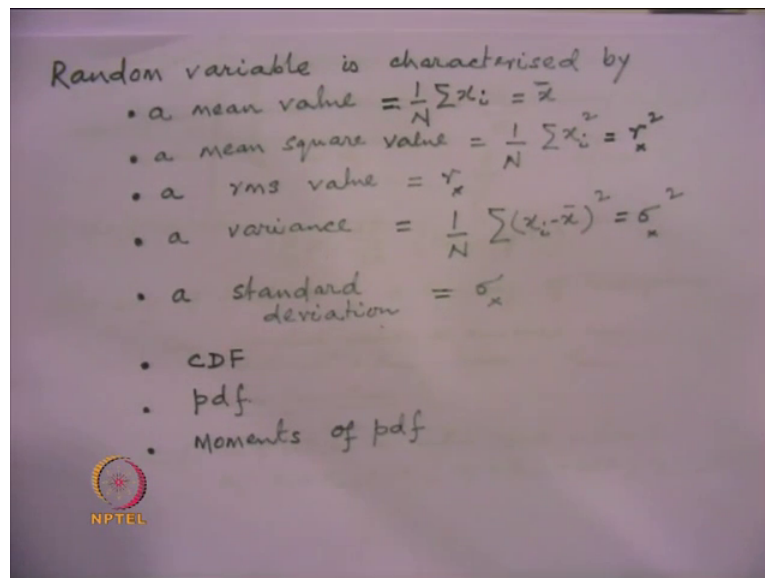 Random variable is characterised by
• a mean value = 1/N Σxᵢ = x̄
• a mean square value = 1/N Σxᵢ² = rₓ²
• a rms value = rₓ
• a variance = 1/N Σ(xᵢ-x̄)² = σₓ²
• a standard deviation = σₓ
• CDF
• pdf
• Moments of pdf
NPTEL